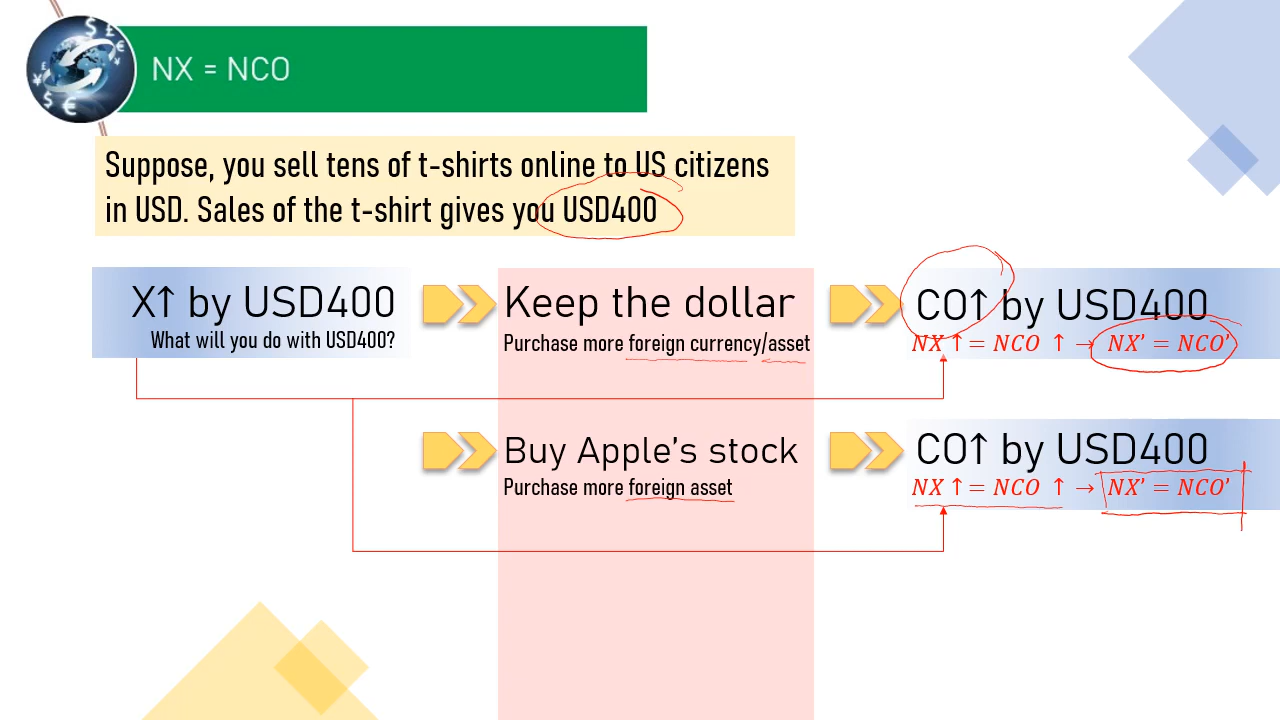 NX = NCO
Suppose, you sell tens of t-shirts online to US citizens
in USD. Sales of the t-shirt gives you USD400
X↑ by USD400
What will you do with USD400?
Keep the dollar
Purchase more foreign currency/asset
CO↑ by USD400
NX ↑ = NCO ↑ → NX' = NCO'
Buy Apple's stock
Purchase more foreign asset
CO↑ by USD400
NX ↑ = NCO ↑ → NX' = NCO'